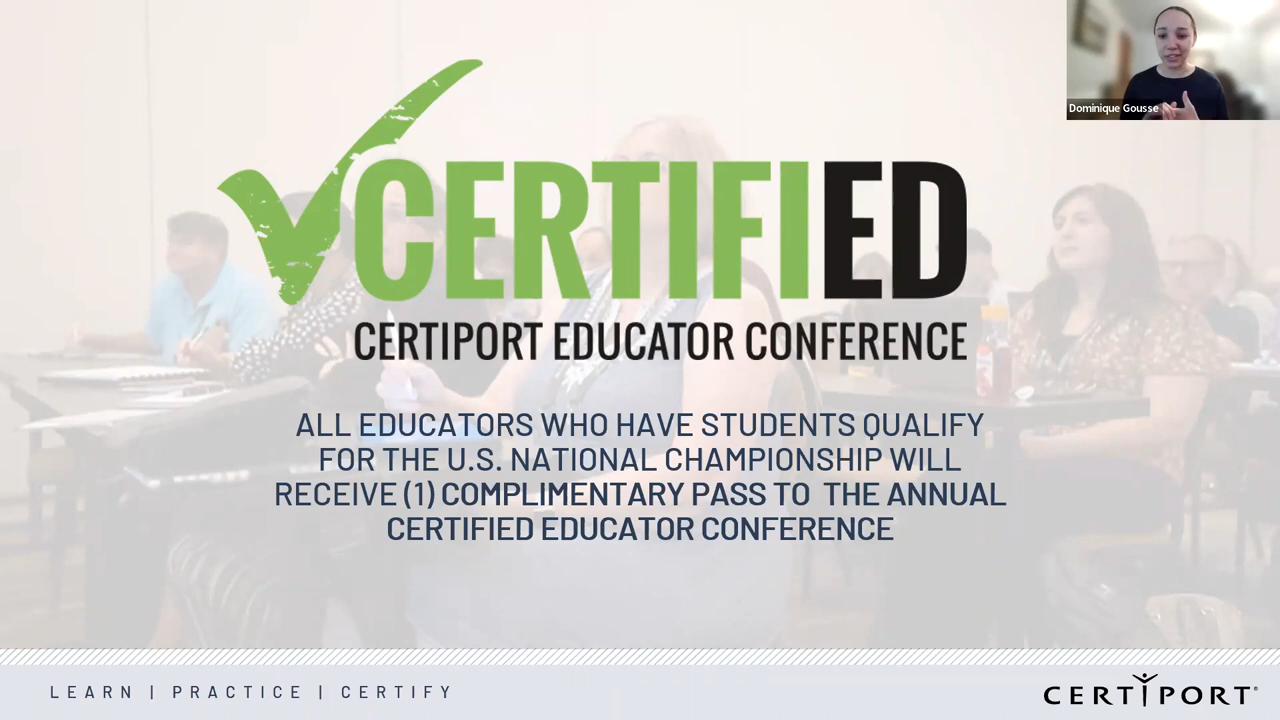 Dominique Gousse
CERTIFIED
CERTIPORT EDUCATOR CONFERENCE
ALL EDUCATORS WHO HAVE STUDENTS QUALIFY
FOR THE U.S. NATIONAL CHAMPIONSHIP WILL
RECEIVE (1) COMPLIMENTARY PASS TO THE ANNUAL
CERTIFIED EDUCATOR CONFERENCE
LEARN | PRACTICE | CERTIFY
CERTIPORT®